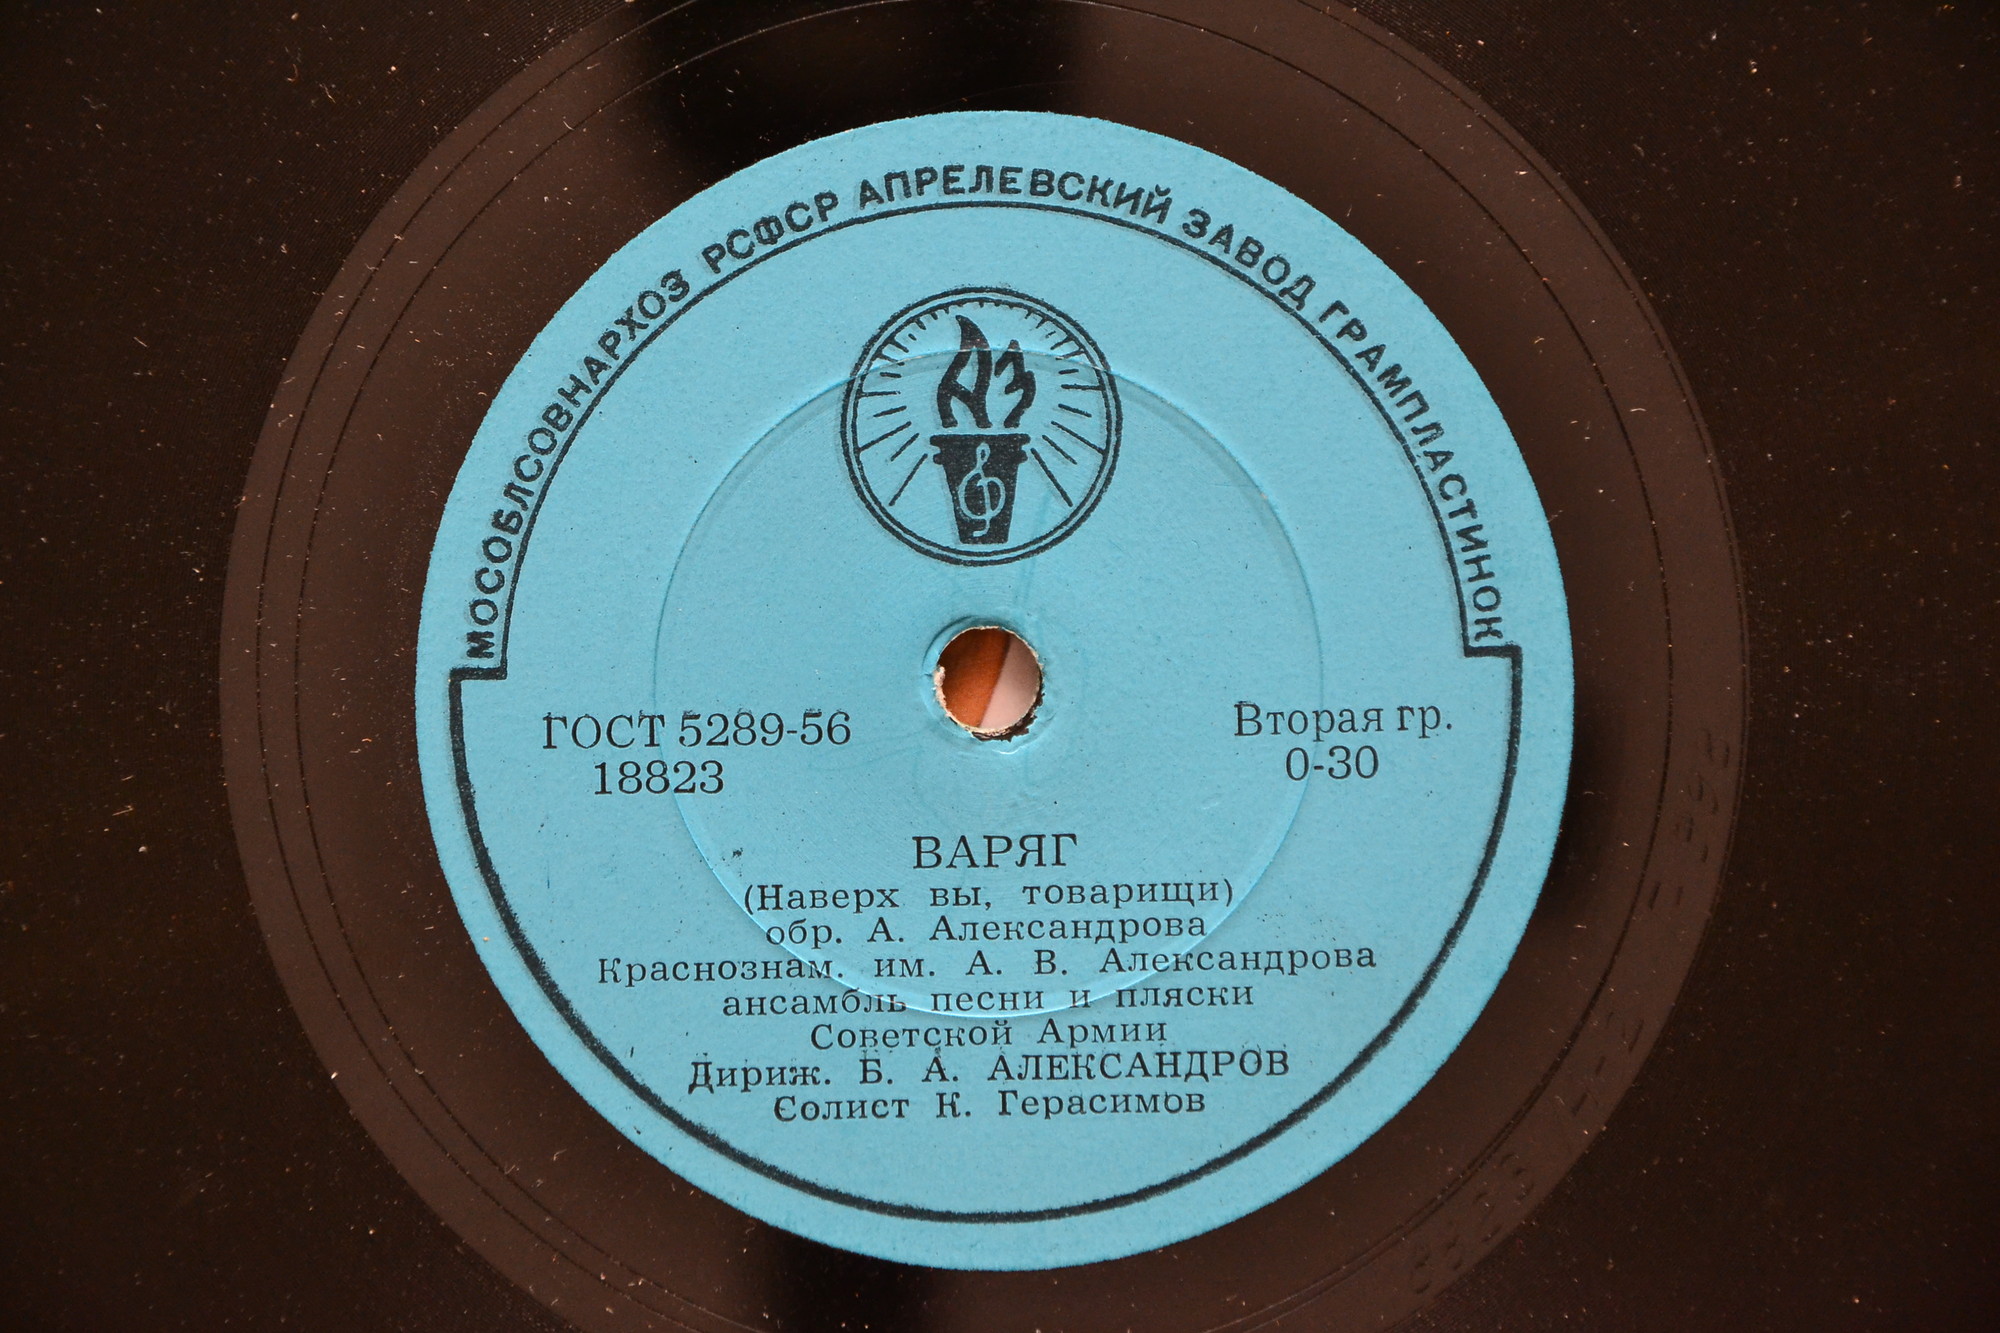 МОСОБЛСОВНАРХОЗ РСФСР АПРЕЛЕВСКИЙ ЗАВОД ГРАМПЛАСТИНОК
АЗ
ГОСТ 5289-56
18823
Вторая гр.
0-30
ВАРЯГ
(Наверх вы, товарищи)
обр. А. Александрова
Краснознам. им. А. В. Александрова
ансамбль песни и пляски
Советской Армии
Дириж. Б. А. АЛЕКСАНДРОВ
Солист К. Герасимов